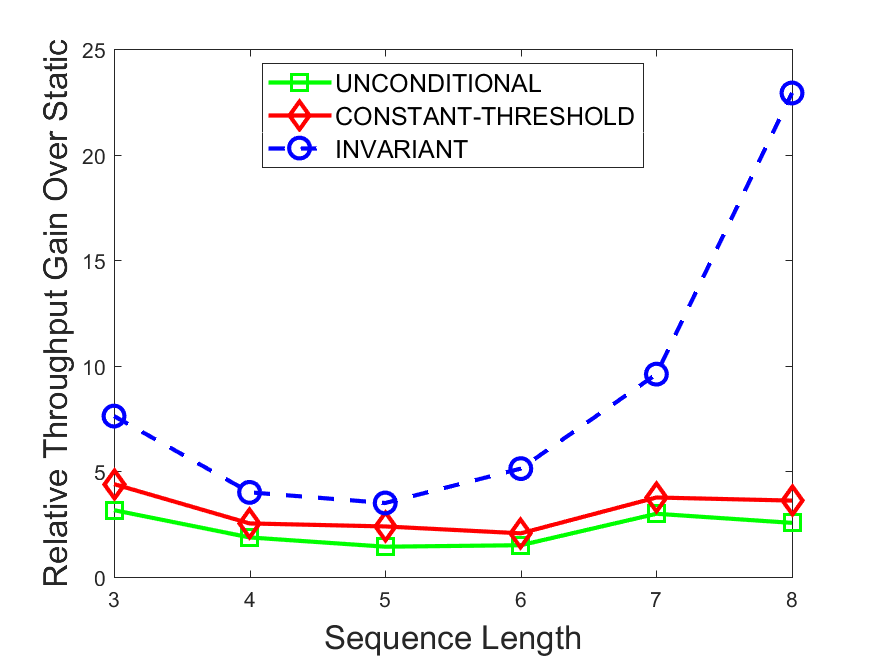 Relative Throughput Gain Over Static
25
20
15
10
5
0
UNCONDITIONAL
CONSTANT-THRESHOLD
INVARIANT
3 4 5 6 7 8
Sequence Length